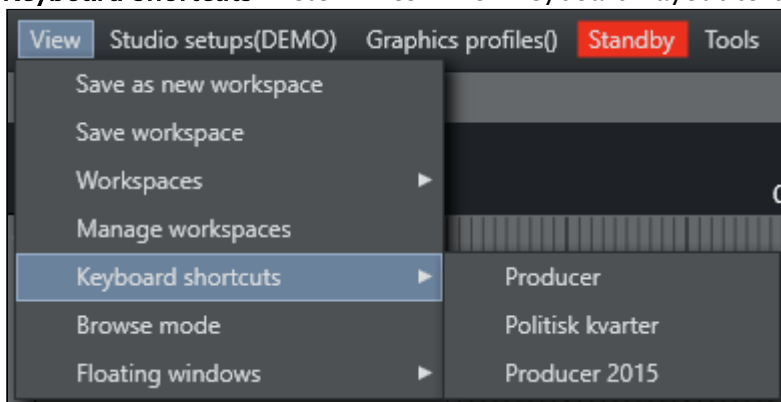 View Studio setups(DEMO) Graphics profiles() Standby Tools
Save as new workspace
Save workspace
Workspaces
Manage workspaces
Keyboard shortcuts Producer
Browse mode Politisk kvarter
Floating windows Producer 2015